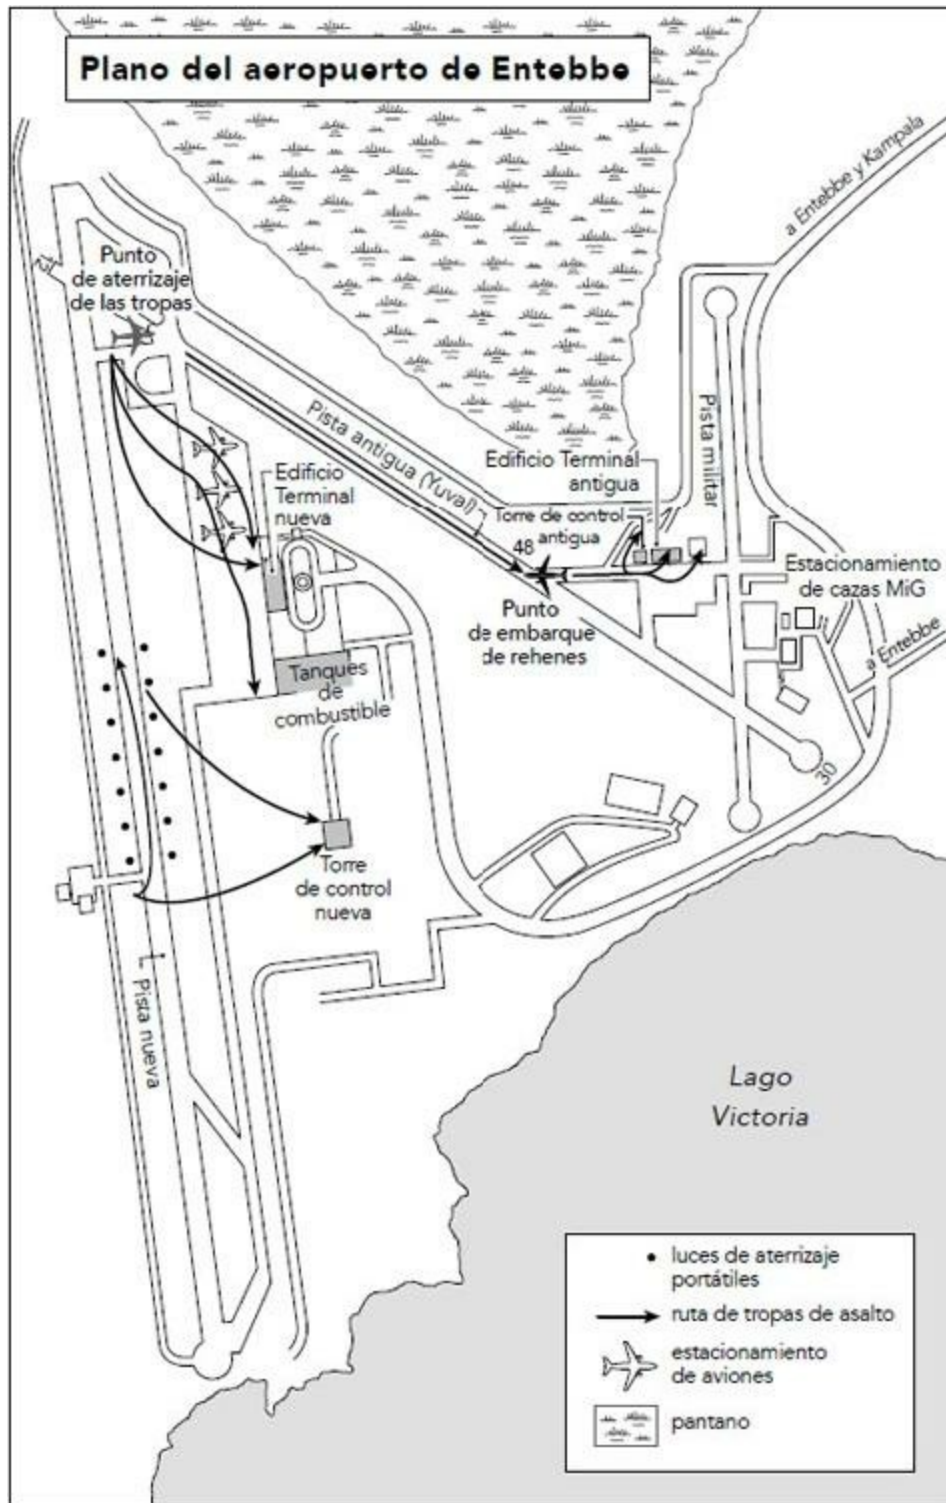 Plano del aeropuerto de Entebbe
a Entebbe y Kampala
Punto
de aterrizaje
de las tropas
Pista antigua (Yuval)
Pista militar
Edificio Terminal
antigua
Edificio
Terminal
nueva
Torre de control
antigua
48
Estacionamiento
de cazas MiG
Punto
de embarque
de rehenes
a Entebbe
Tanques
de
combustible
30
Torre
de control
nueva
Pista nueva
Lago
Victoria
luces de aterrizaje
portátiles
ruta de tropas de asalto
estacionamiento
de aviones
pantano